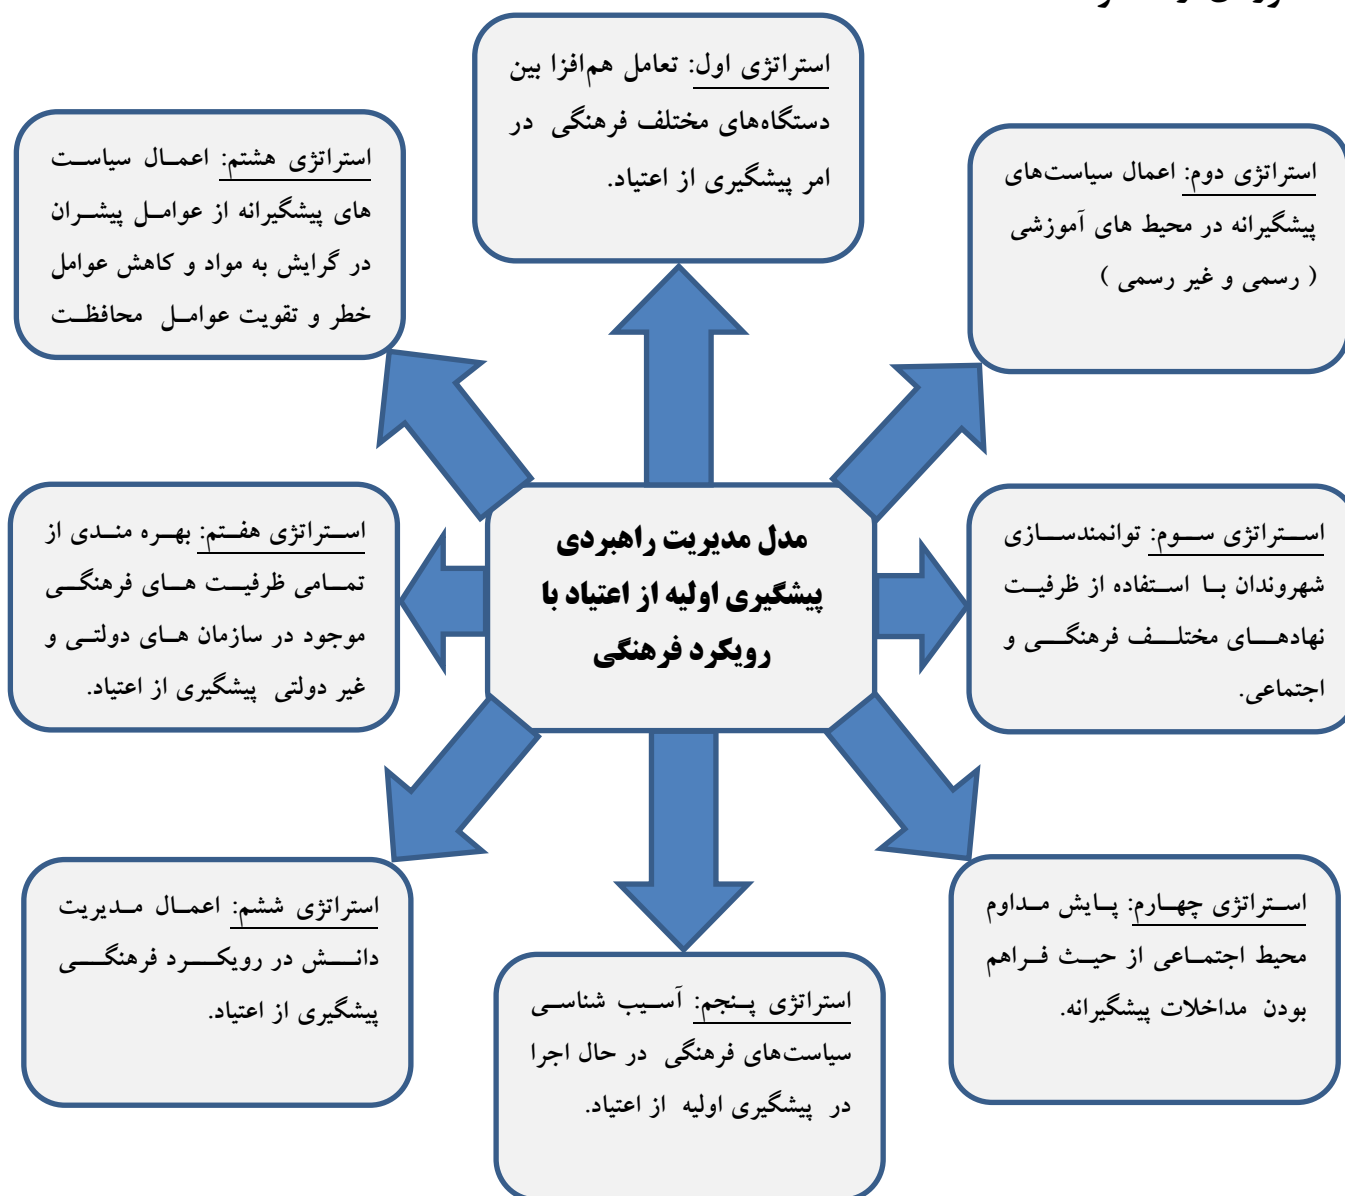 استراتژی اول: تعامل هم‌افزا بین
دستگاه‌های مختلف فرهنگی در
امر پیشگیری از اعتیاد.
استراتژی دوم: اعمال سیاست‌های
پیشگیرانه در محیط های آموزشی
( رسمی و غیر رسمی )
استراتژی سوم: توانمندسازی
شهروندان با استفاده از ظرفیت
نهادهای مختلف فرهنگی و
اجتماعی.
استراتژی چهارم: پایش مداوم
محیط اجتماعی از حیث فراهم
بودن مداخلات پیشگیرانه.
استراتژی پنجم: آسیب شناسی
سیاست‌های فرهنگی در حال اجرا
در پیشگیری اولیه از اعتیاد.
استراتژی ششم: اعمال مدیریت
دانش در رویکرد فرهنگی
پیشگیری از اعتیاد.
استراتژی هفتم: بهره مندی از
تمامی ظرفیت های فرهنگی
موجود در سازمان های دولتی و
غیر دولتی پیشگیری از اعتیاد.
استراتژی هشتم: اعمال سیاست
های پیشگیرانه از عوامل پیشران
در گرایش به مواد و کاهش عوامل
خطر و تقویت عوامل محافظت
مدل مدیریت راهبردی
پیشگیری اولیه از اعتیاد با
رویکرد فرهنگی